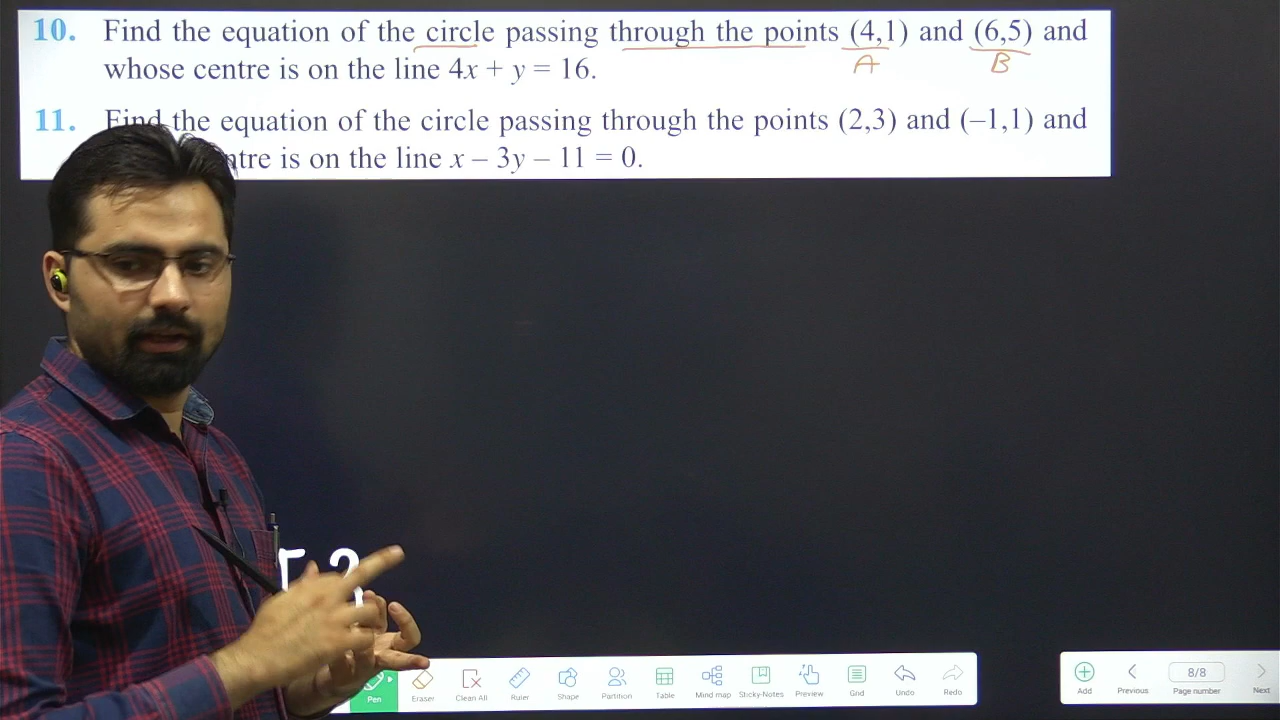 10. Find the equation of the circle passing through the points (4,1) and (6,5) and
A B
whose centre is on the line 4x + y = 16.
11. Find the equation of the circle passing through the points (2,3) and (–1,1) and
ntre is on the line x – 3y – 11 = 0.
Pen Eraser Clean All Ruler Shape Partition Table Mind map Sticky-Notes Preview Grid Undo Redo
Add Previous 8/8 Page number Next